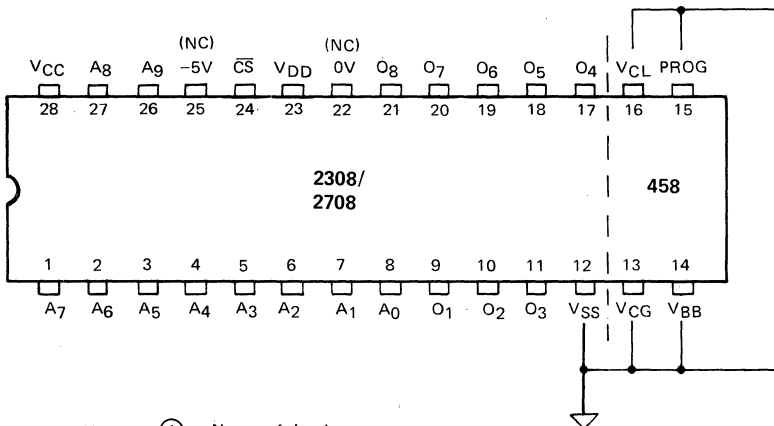 (NC) (NC)
VCC A8 A9 -5V CS VDD 0V O8 O7 O6 O5 O4 VCL PROG
28 27 26 25 24 23 22 21 20 19 18 17 16 15
2308/ 458
2708
1 2 3 4 5 6 7 8 9 10 11 12 13 14
A7 A6 A5 A4 A3 A2 A1 A0 O1 O2 O3 VSS VCG VBB